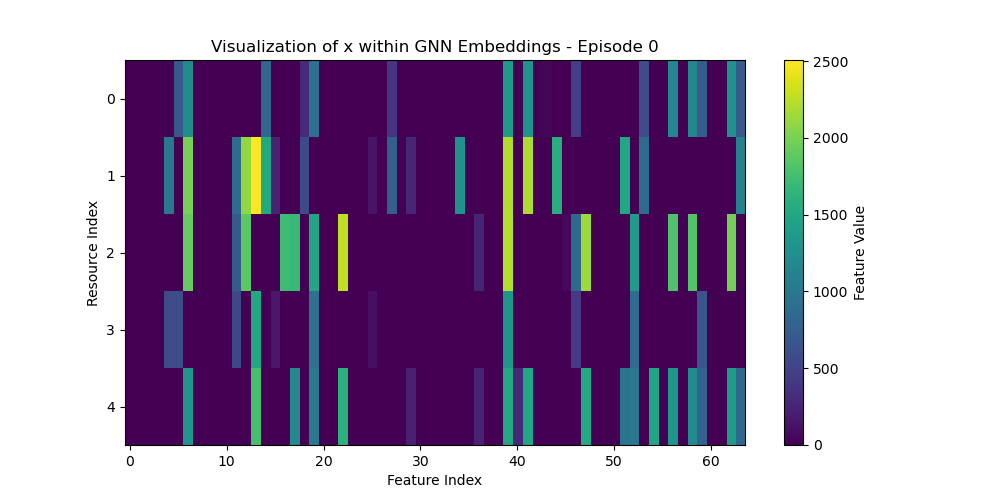 Visualization of x within GNN Embeddings - Episode 0
Resource Index
0
1
2
3
4
0 10 20 30 40 50 60
Feature Index
2500
2000
1500
1000
500
0
Feature Value